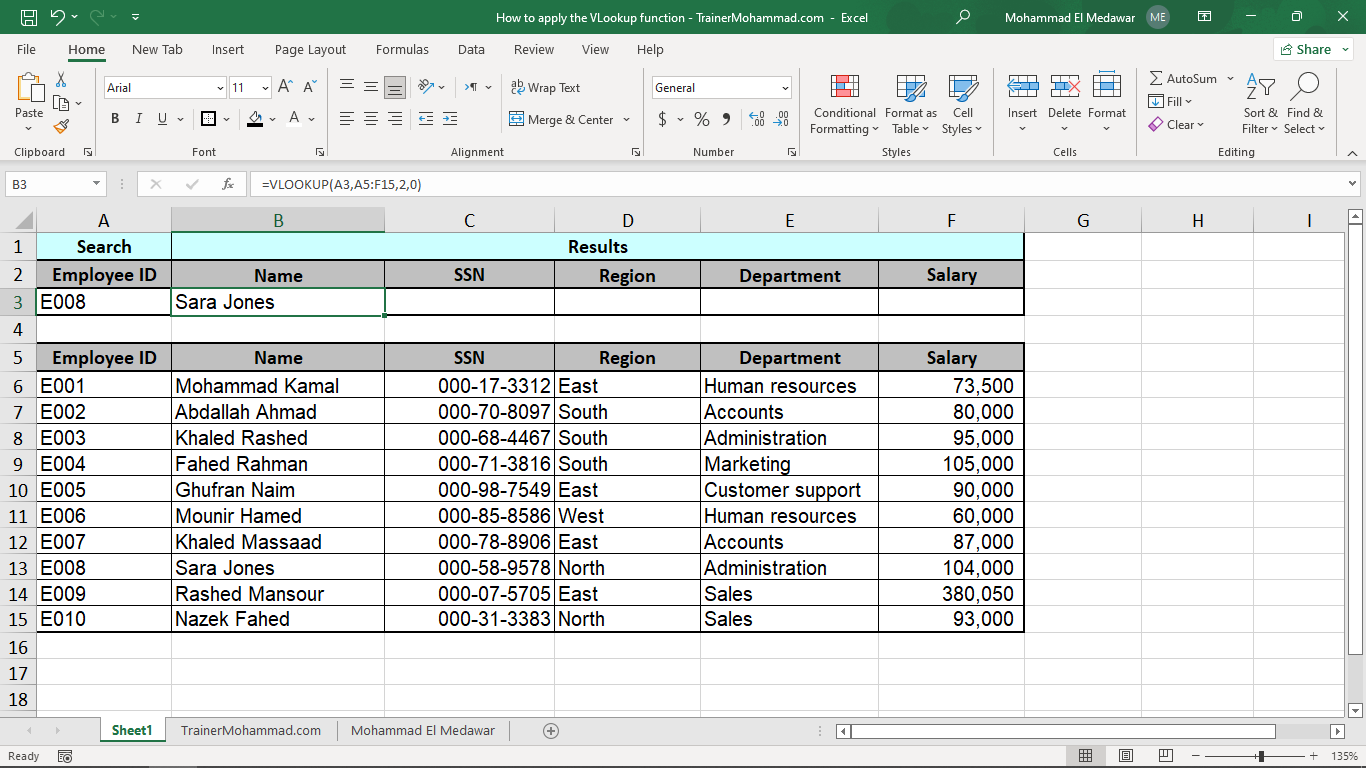 How to apply the VLookup function - TrainerMohammad.com - Excel Mohammad El Medawar ME
File Home New Tab Insert Page Layout Formulas Data Review View Help Share
Paste
Arial 11
B I U A
Wrap Text
Merge & Center
General
$ % 9
Conditional Formatting
Format as Table
Cell Styles
Insert Delete Format
AutoSum
Fill
Clear
Sort & Filter
Find & Select
Clipboard Font Alignment Number Styles Cells Editing
B3 fx =VLOOKUP(A3,A5:F15,2,0)
A B C D E F G H I
1 Search Results
2 Employee ID Name SSN Region Department Salary
3 E008 Sara Jones
4
5 Employee ID Name SSN Region Department Salary
6 E001 Mohammad Kamal 000-17-3312 East Human resources 73,500
7 E002 Abdallah Ahmad 000-70-8097 South Accounts 80,000
8 E003 Khaled Rashed 000-68-4467 South Administration 95,000
9 E004 Fahed Rahman 000-71-3816 South Marketing 105,000
10 E005 Ghufran Naim 000-98-7549 East Customer support 90,000
11 E006 Mounir Hamed 000-85-8586 West Human resources 60,000
12 E007 Khaled Massaad 000-78-8906 East Accounts 87,000
13 E008 Sara Jones 000-58-9578 North Administration 104,000
14 E009 Rashed Mansour 000-07-5705 East Sales 380,050
15 E010 Nazek Fahed 000-31-3383 North Sales 93,000
16
17
18
Sheet1 TrainerMohammad.com Mohammad El Medawar
Ready 135%